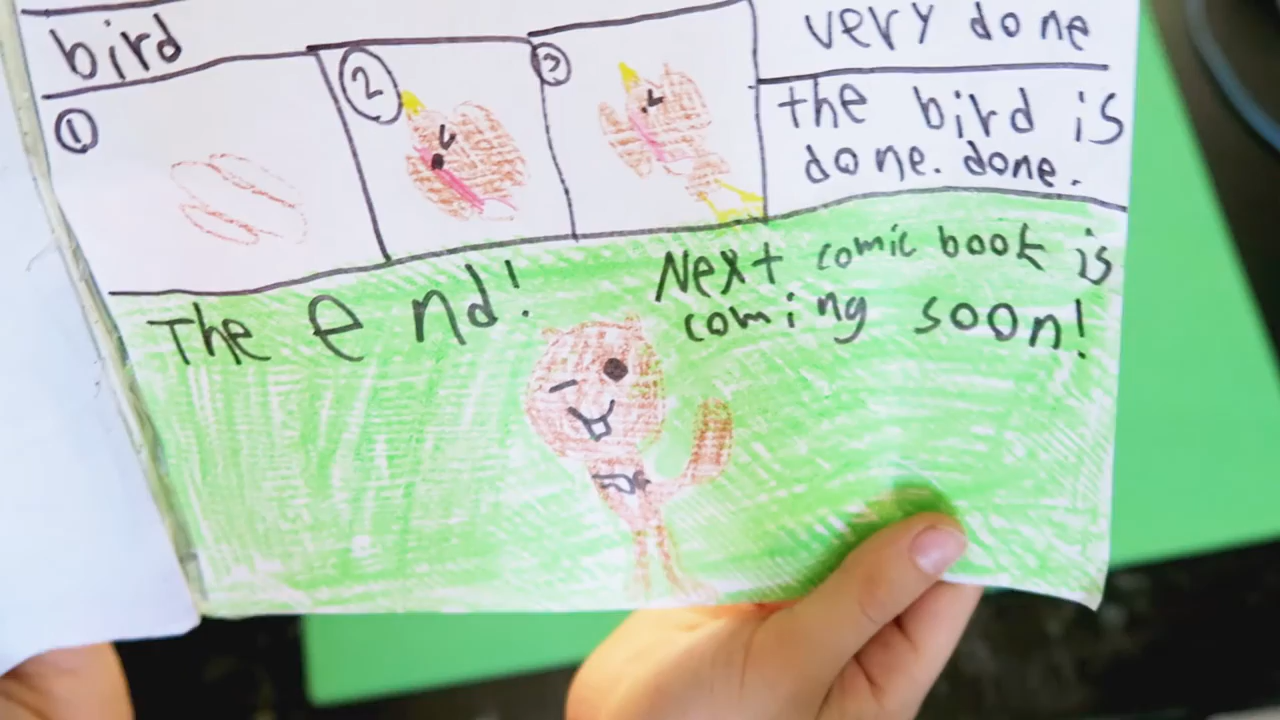 bird
very done
①
②
③
the bird is
done. done.
The end!
Next comic book is
coming soon!